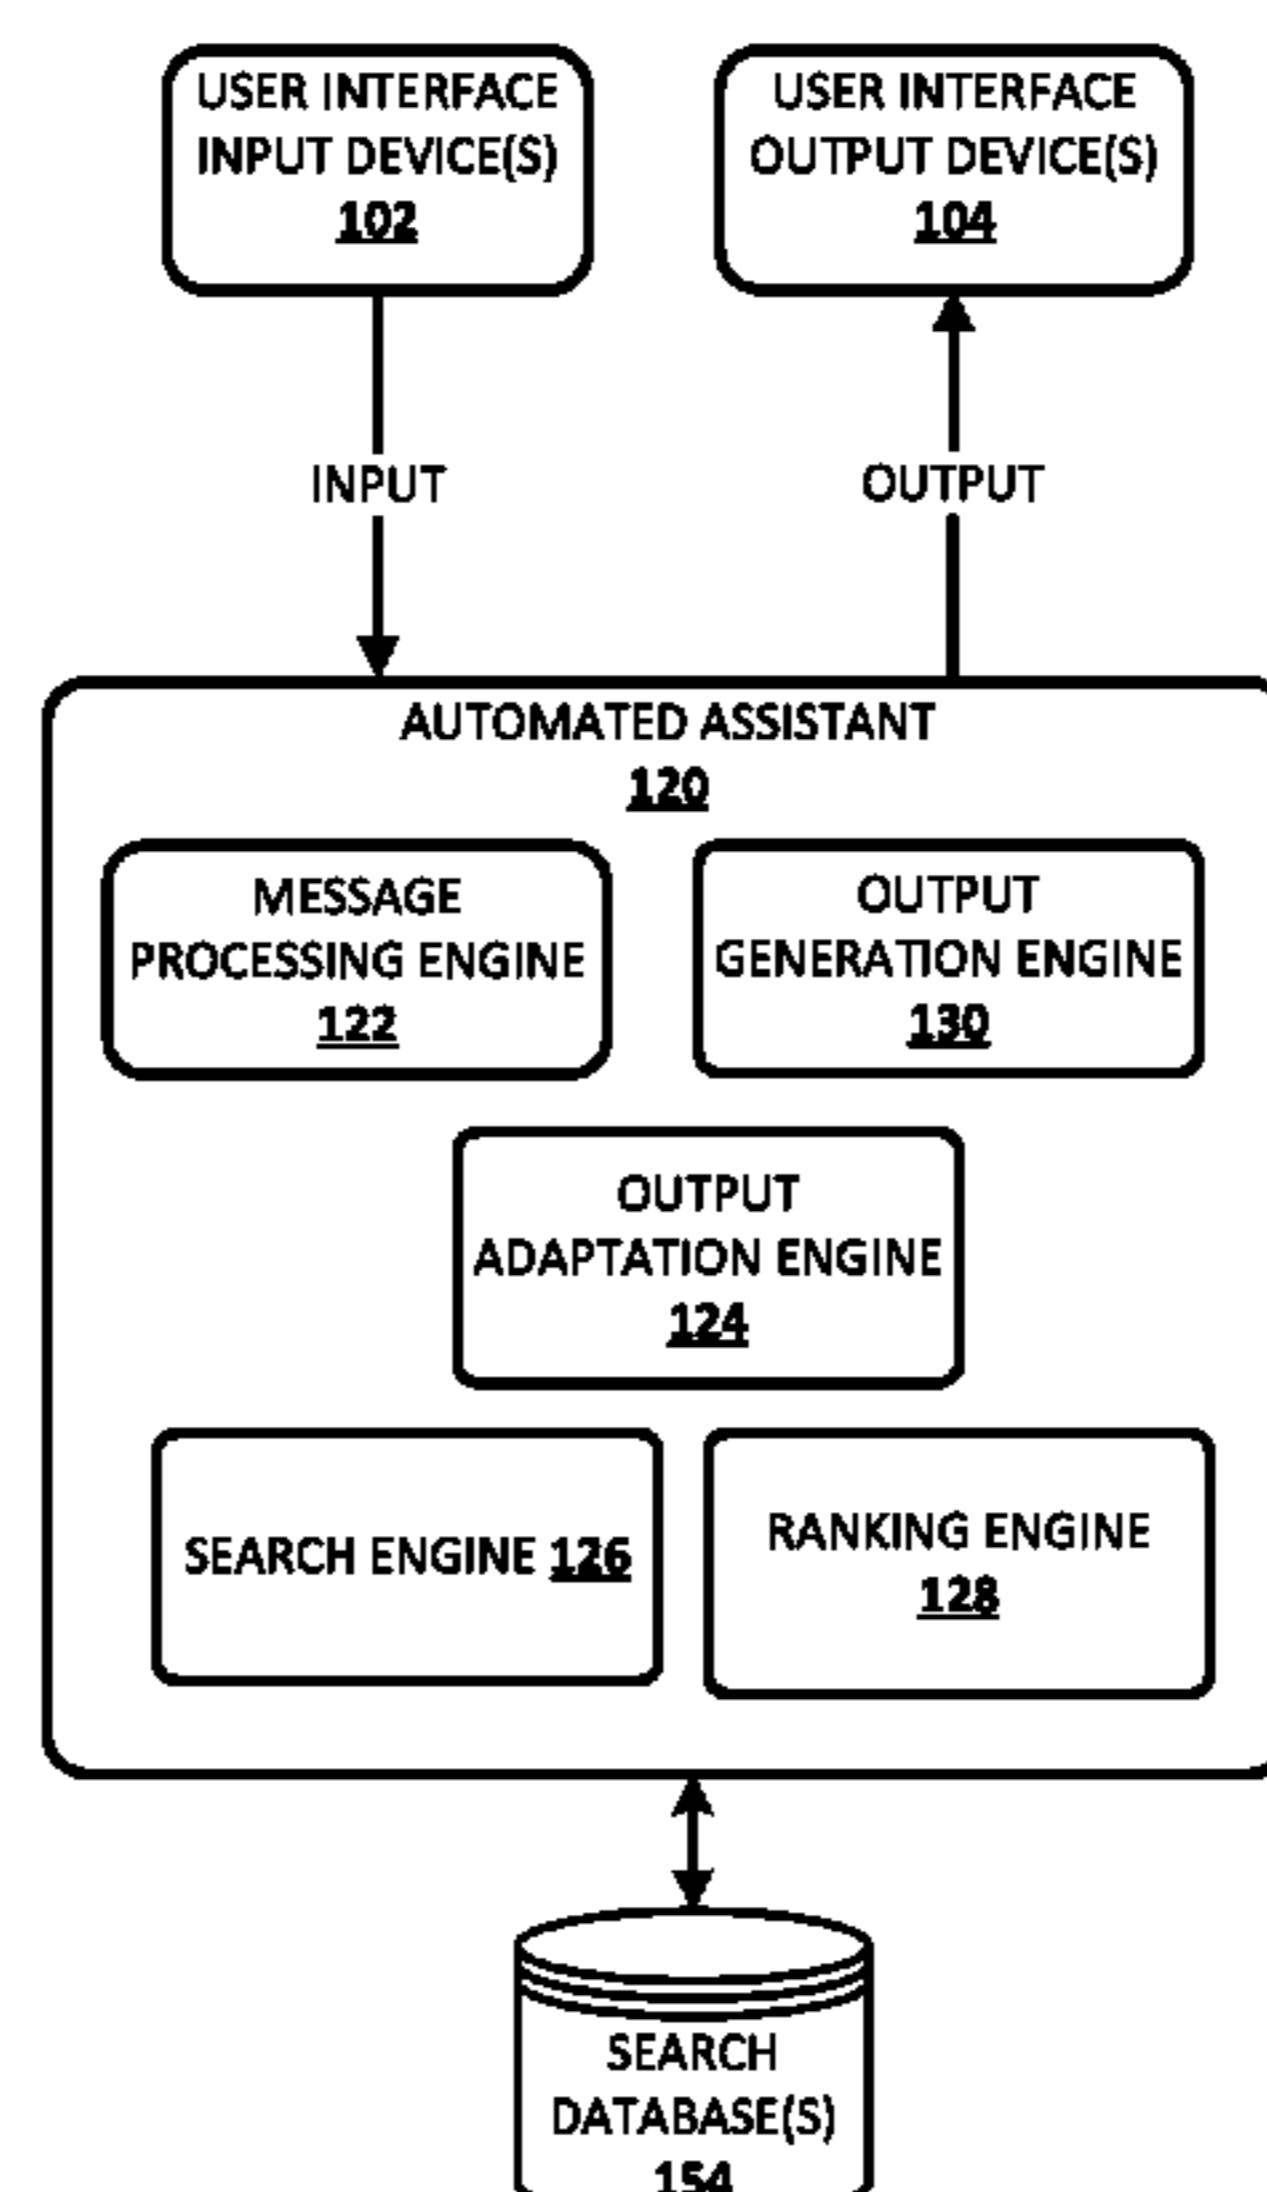 USER INTERFACE
INPUT DEVICE(S)
102
USER INTERFACE
OUTPUT DEVICE(S)
104
INPUT
OUTPUT
AUTOMATED ASSISTANT
120
MESSAGE
PROCESSING ENGINE
122
OUTPUT
GENERATION ENGINE
130
OUTPUT
ADAPTATION ENGINE
124
SEARCH ENGINE 126
RANKING ENGINE
128
SEARCH
DATABASE(S)
154